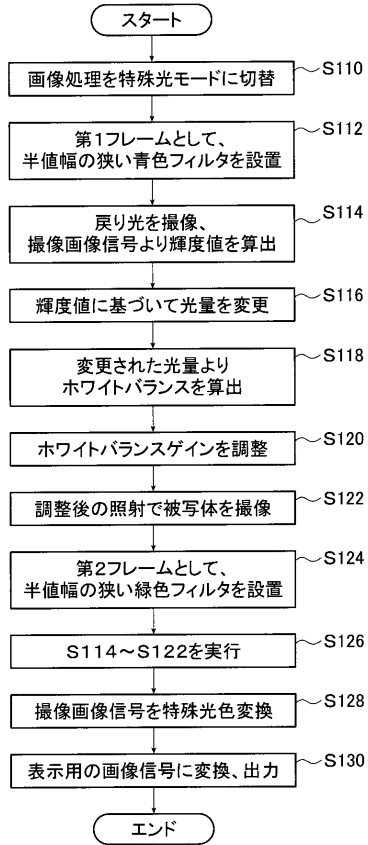 スタート
画像処理を特殊光モードに切替
S110
第1フレームとして、
半値幅の狭い青色フィルタを設置
S112
戻り光を撮像、
撮像画像信号より輝度値を算出
S114
輝度値に基づいて光量を変更
S116
変更された光量より
ホワイトバランスを算出
S118
ホワイトバランスゲインを調整
S120
調整後の照射で被写体を撮像
S122
第2フレームとして、
半値幅の狭い緑色フィルタを設置
S124
S114～S122を実行
S126
撮像画像信号を特殊光色変換
S128
表示用の画像信号に変換、出力
S130
エンド